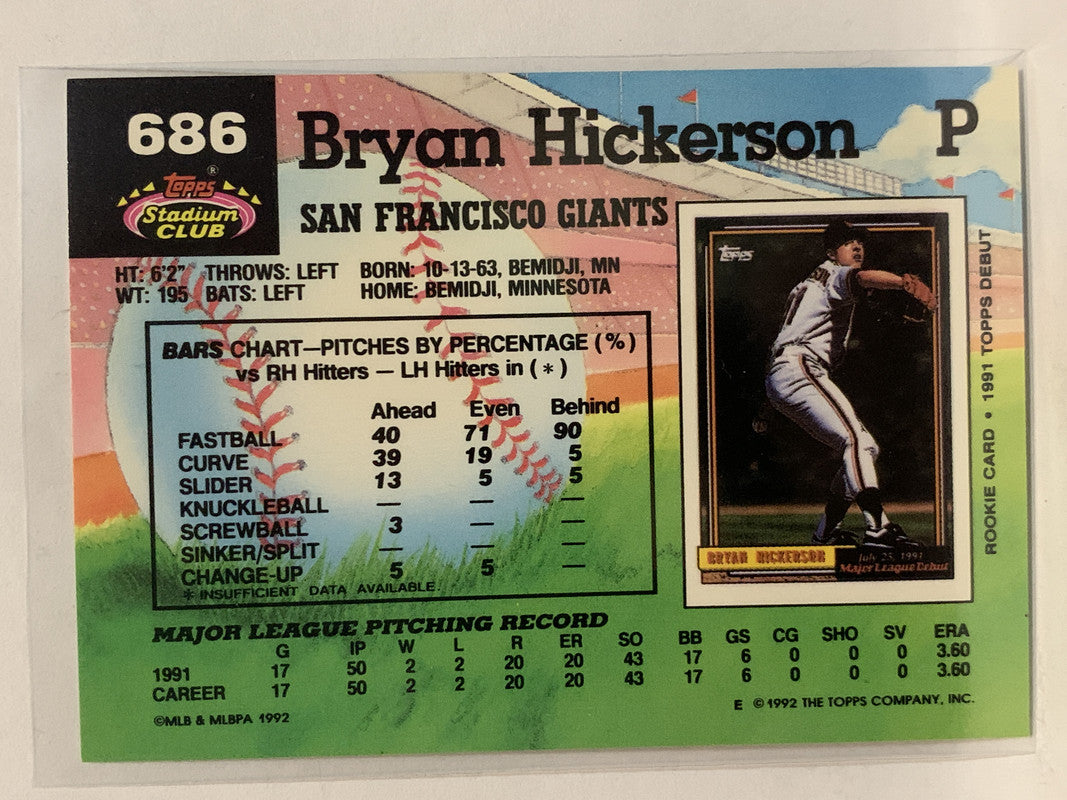 686
Bryan Hickerson P
TOPPS ®
Stadium
CLUB
SAN FRANCISCO GIANTS
HT: 6'2" THROWS: LEFT BORN: 10-13-63, BEMIDJI, MN
WT: 195 BATS: LEFT HOME: BEMIDJI, MINNESOTA
BARS CHART—PITCHES BY PERCENTAGE (%)
vs RH Hitters — LH Hitters in (*)
Ahead Even Behind
FASTBALL 40 71 90
CURVE 39 19 5
SLIDER 13 5 5
KNUCKLEBALL — — —
SCREWBALL 3 — —
SINKER/SPLIT — — —
CHANGE-UP 5 5 —
* INSUFFICIENT DATA AVAILABLE.
Topps
BRYAN HICKERSON
July 25, 1991
Major League Debut
ROOKIE CARD • 1991 TOPPS DEBUT
MAJOR LEAGUE PITCHING RECORD
G IP W L R ER SO BB GS CG SHO SV ERA
1991 17 50 2 2 20 20 43 17 6 0 0 0 3.60
CAREER 17 50 2 2 20 20 43 17 6 0 0 0 3.60
©MLB & MLBPA 1992
E © 1992 THE TOPPS COMPANY, INC.